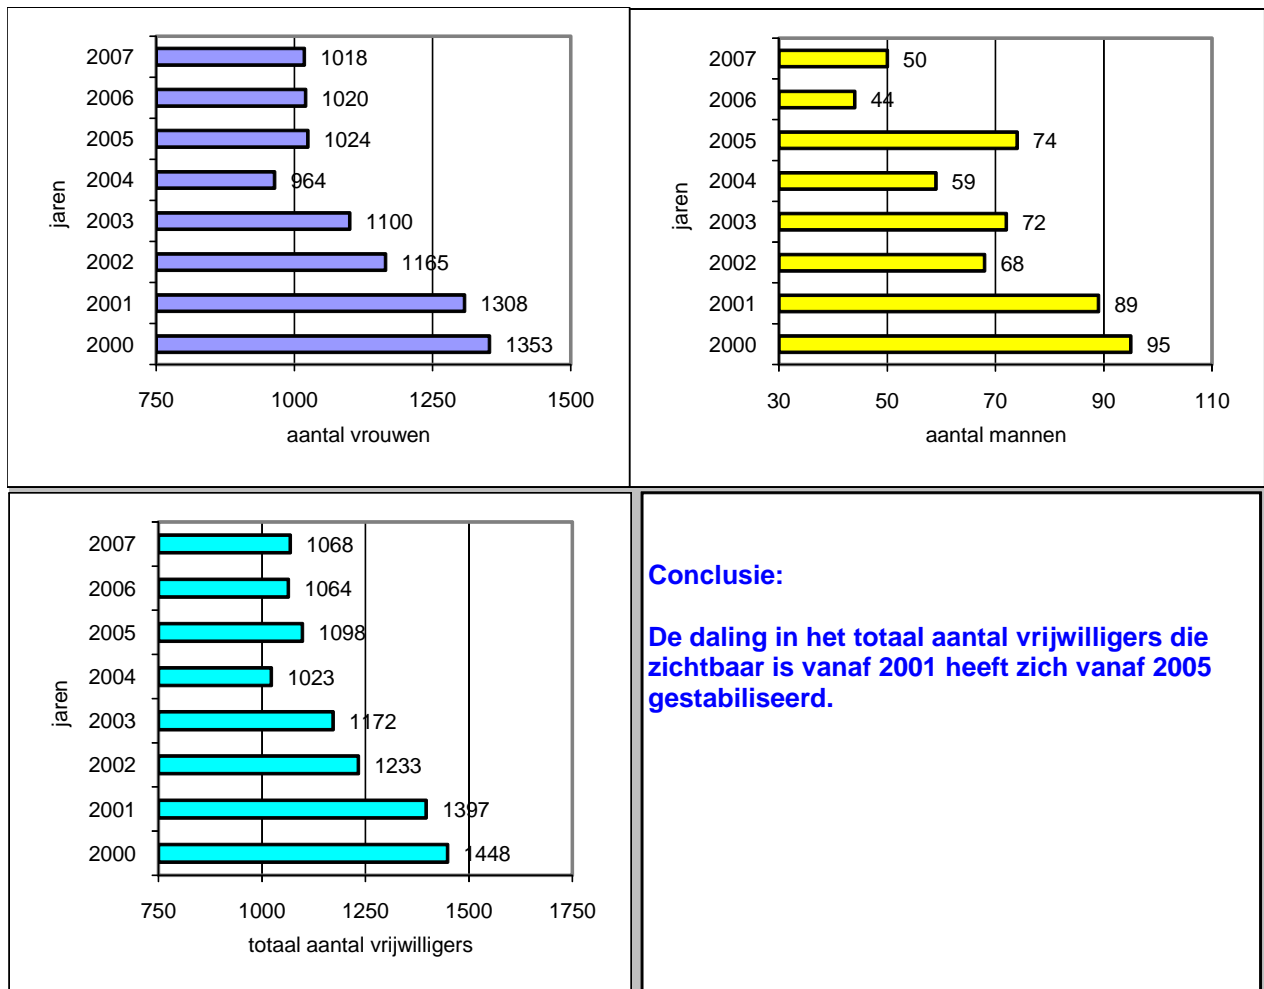 2007 1018
2006 1020
2005 1024
2004 964
2003 1100
2002 1165
2001 1308
2000 1353
jaren
750 1000 1250 1500
aantal vrouwen
2007 50
2006 44
2005 74
2004 59
2003 72
2002 68
2001 89
2000 95
jaren
30 50 70 90 110
aantal mannen
2007 1068
2006 1064
2005 1098
2004 1023
2003 1172
2002 1233
2001 1397
2000 1448
jaren
750 1000 1250 1500 1750
totaal aantal vrijwilligers
Conclusie:
De daling in het totaal aantal vrijwilligers die
zichtbaar is vanaf 2001 heeft zich vanaf 2005
gestabiliseerd.